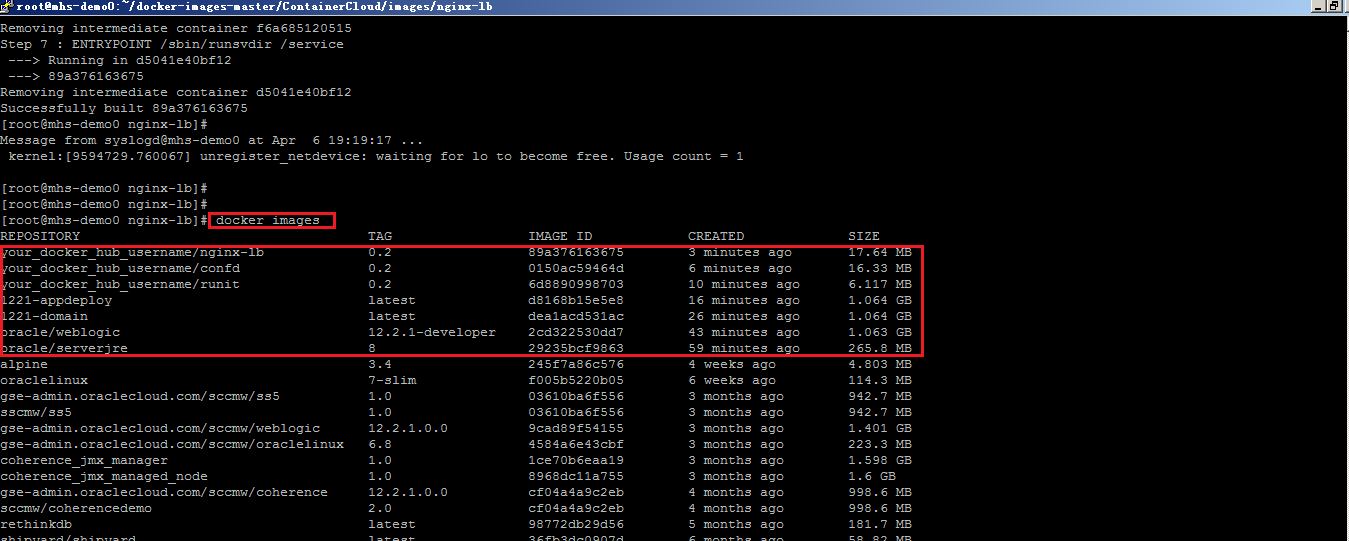 root@mhs-demo0:~/docker-images-master/ContainerCloud/images/nginx-lb
Removing intermediate container f6a685120515
Step 7 : ENTRYPOINT /sbin/runsvdir /service
 ---> Running in d5041e40bf12
 ---> 89a376163675
Removing intermediate container d5041e40bf12
Successfully built 89a376163675
[root@mhs-demo0 nginx-lb]#
Message from syslogd@mhs-demo0 at Apr  6 19:19:17 ...
 kernel:[9594729.760067] unregister_netdevice: waiting for lo to become free. Usage count = 1
[root@mhs-demo0 nginx-lb]#
[root@mhs-demo0 nginx-lb]#
[root@mhs-demo0 nginx-lb]# docker images
REPOSITORY TAG IMAGE ID CREATED SIZE
your_docker_hub_username/nginx-lb 0.2 89a376163675 3 minutes ago 17.64 MB
your_docker_hub_username/confd 0.2 0150ac59464d 6 minutes ago 16.33 MB
your_docker_hub_username/runit 0.2 6d8890998703 10 minutes ago 6.117 MB
1221-appdeploy latest d8168b15e5e8 16 minutes ago 1.064 GB
1221-domain latest dea1acd531ac 26 minutes ago 1.064 GB
oracle/weblogic 12.2.1-developer 2cd322530dd7 43 minutes ago 1.063 GB
oracle/serverjre 8 29235bcf9863 59 minutes ago 265.8 MB
alpine 3.4 245f7a86c576 4 weeks ago 4.803 MB
oraclelinux 7-slim f005b5220b05 6 weeks ago 114.3 MB
gse-admin.oraclecloud.com/sccmw/ss5 1.0 03610ba6f556 3 months ago 942.7 MB
sscmw/ss5 1.0 03610ba6f556 3 months ago 942.7 MB
gse-admin.oraclecloud.com/sccmw/weblogic 12.2.1.0.0 9cad89f54155 3 months ago 1.401 GB
gse-admin.oraclecloud.com/sccmw/oraclelinux 6.8 4584a6e43cbf 3 months ago 223.3 MB
coherence_jmx_manager 1.0 1ce70b6eaa19 3 months ago 1.598 GB
coherence_jmx_managed_node 1.0 8968dc11a755 3 months ago 1.6 GB
gse-admin.oraclecloud.com/sccmw/coherence 12.2.1.0.0 cf04a4a9c2eb 4 months ago 998.6 MB
sccmw/coherencedemo 2.0 cf04a4a9c2eb 4 months ago 998.6 MB
rethinkdb latest 98772db29d56 5 months ago 181.7 MB
shipyard/shipyard latest 36fb3dc0907d 6 months ago 58.82 MB